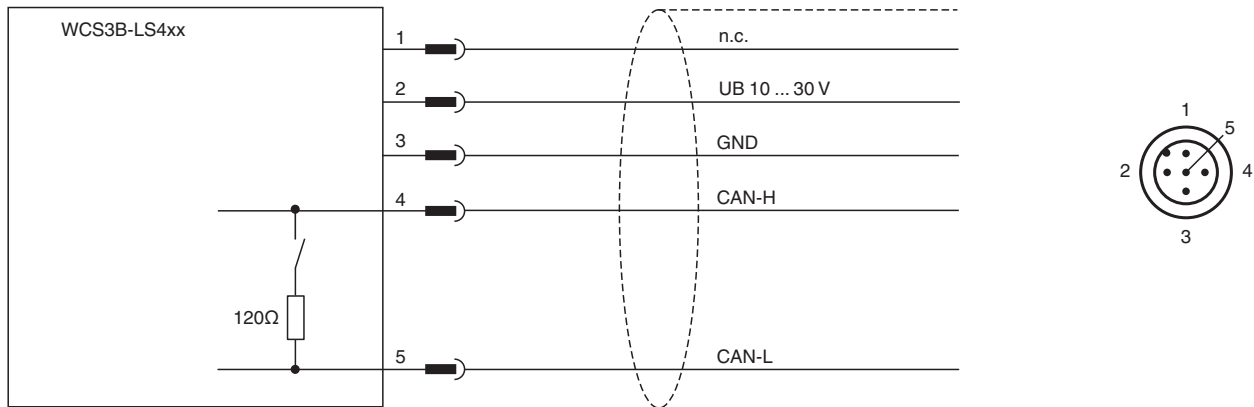 WCS3B-LS4xx
1
n.c.
2
UB 10 ... 30 V
3
GND
4
CAN-H
120Ω
5
CAN-L
1
5
2
4
3